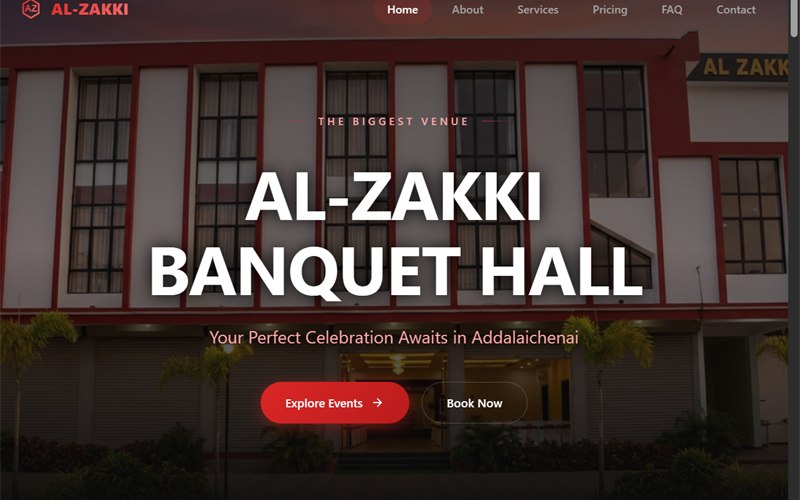 AZ AL-ZAKKI
Home About Services Pricing FAQ Contact
AL ZAKK
THE BIGGEST VENUE
AL-ZAKKI
BANQUET HALL
Your Perfect Celebration Awaits in Addalaichenai
Explore Events → Book Now